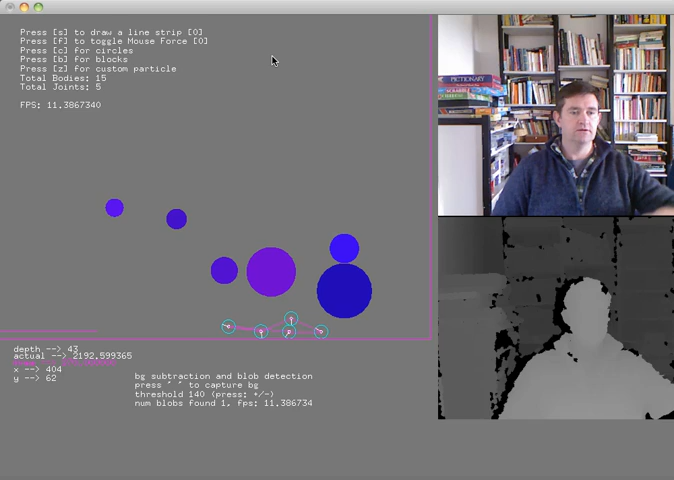 Press [s] to draw a line strip [0]
Press [f] to toggle Mouse Force [0]
Press [c] for circles
Press [b] for blocks
Press [z] for custom particle
Total Bodies: 15
Total Joints: 5
FPS: 11.3867340
PICTIONARY
depth --> 43
actual --> 2192.599365
x --> 404
y --> 62
bg subtraction and blob detection
press ' ' to capture bg
threshold 140 (press: +/-)
num blobs found 1, fps: 11.386734